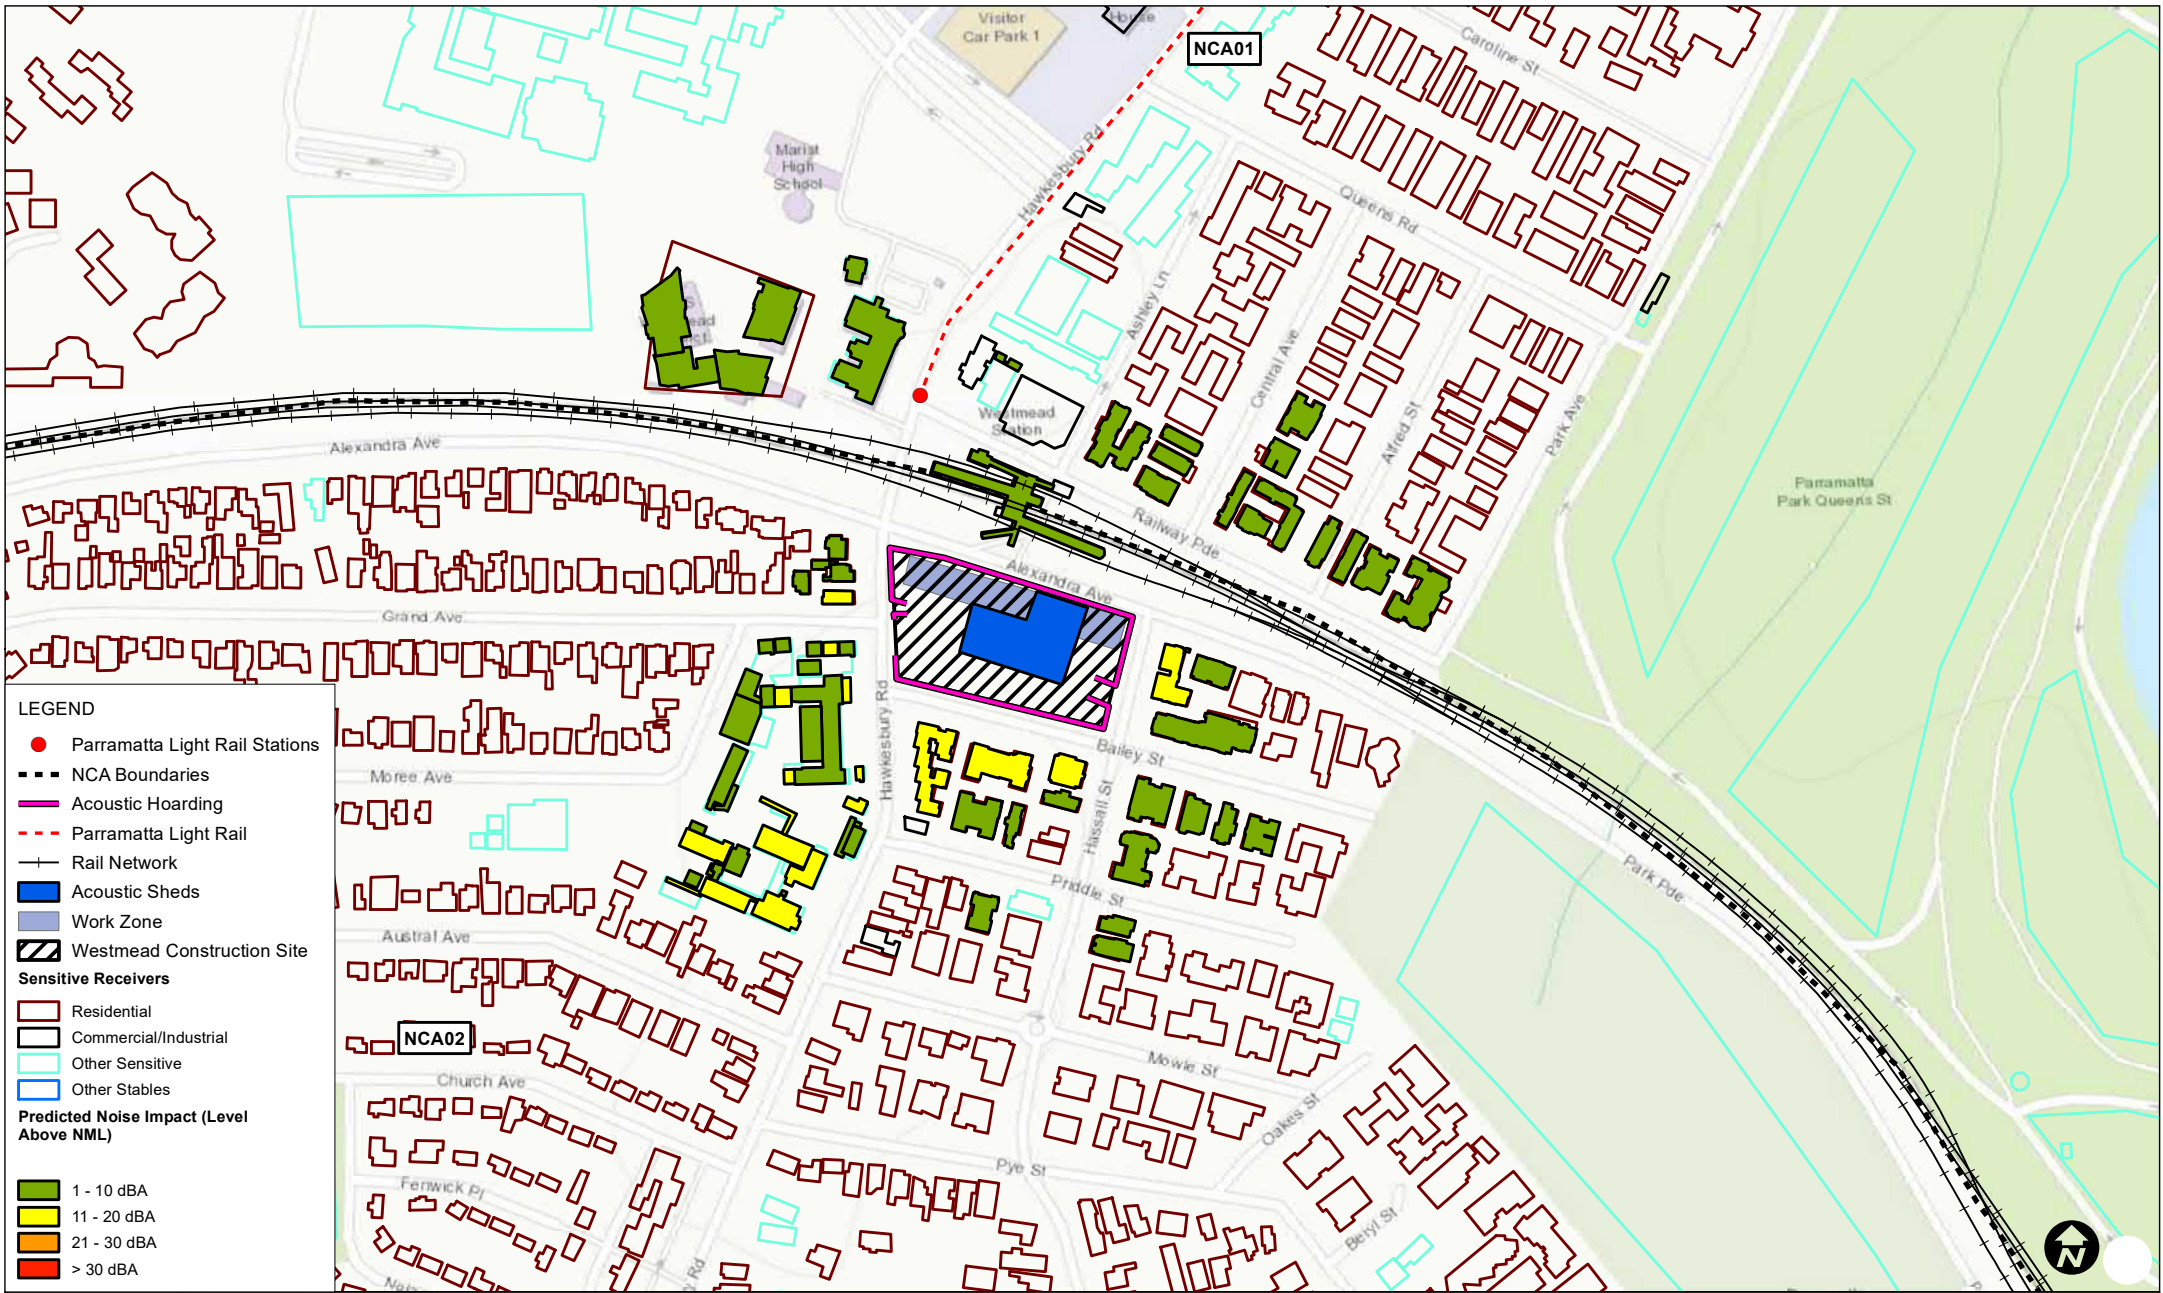 Visitor
Car Park 1
House
NCA01
Caroline St
Marist
High
School
Hawkesbury Rd
Queens Rd
Ashley Ln
Central Ave
Alfred St
Park Ave
Westmead
Station
Alexandra Ave
Parramatta
Park Queens St
Railway Pde
Alexandra Ave
Grand Ave
Hawkesbury Rd
Bailey St
Moree Ave
Hassall St
Priddle St
Park Pde
Austral Ave
NCA02
Church Ave
Mowle St
Oakes St
Pye St
Fenwick Pl
Beryl St
Rd
LEGEND
Parramatta Light Rail Stations
NCA Boundaries
Acoustic Hoarding
Parramatta Light Rail
Rail Network
Acoustic Sheds
Work Zone
Westmead Construction Site
Sensitive Receivers
Residential
Commercial/Industrial
Other Sensitive
Other Stables
Predicted Noise Impact (Level
Above NML)
1 - 10 dBA
11 - 20 dBA
21 - 30 dBA
> 30 dBA
N